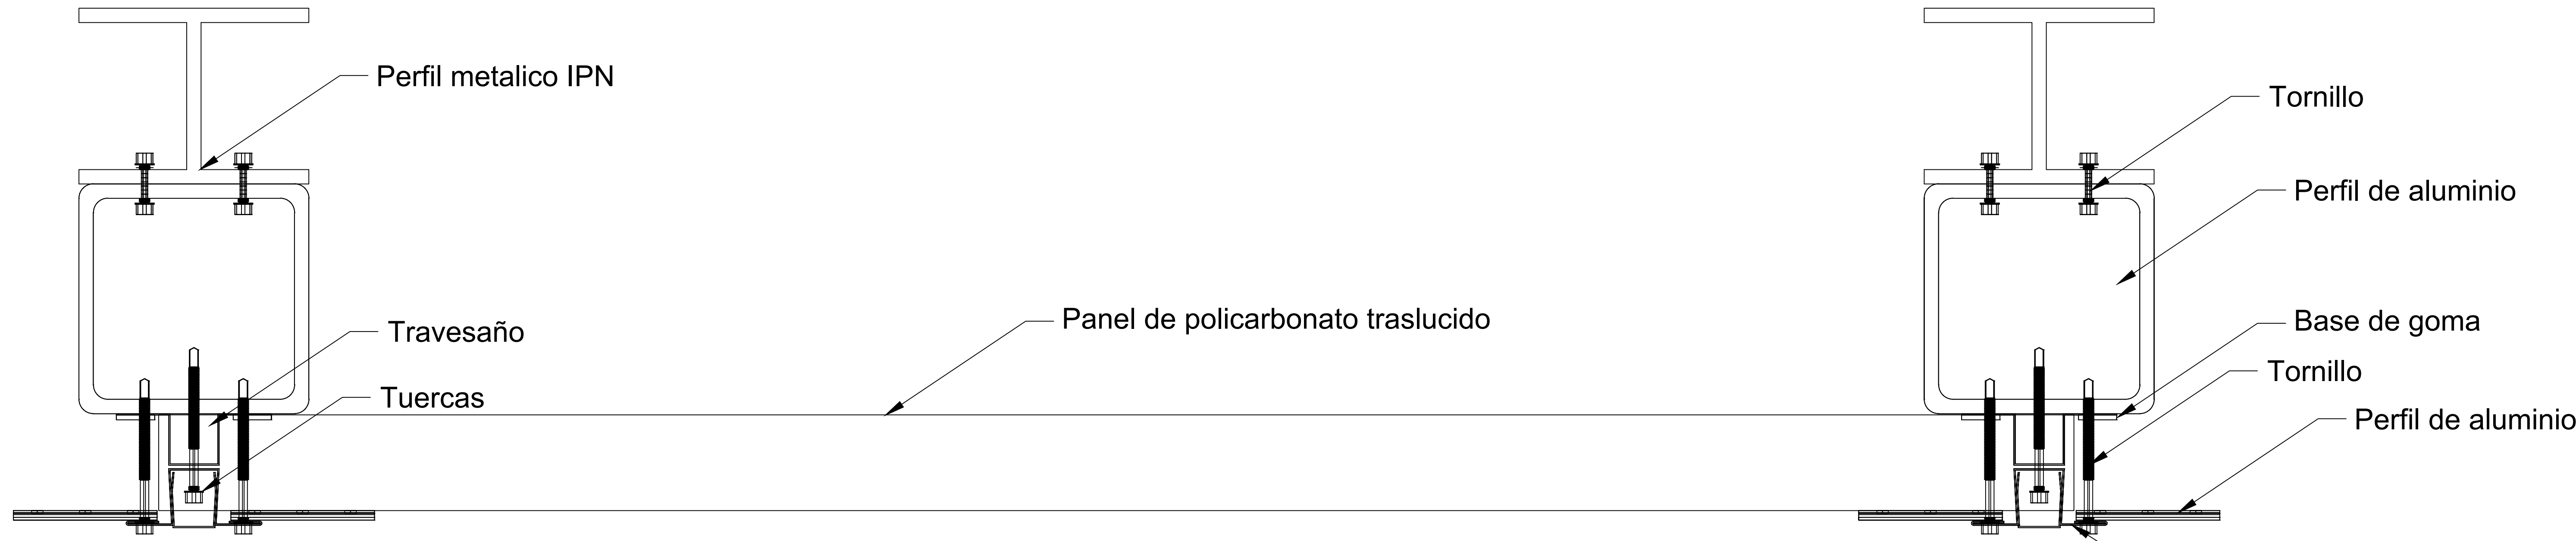 Perfil metalico IPN
Tornillo
Perfil de aluminio
Panel de policarbonato traslucido
Base de goma
Travesaño
Tornillo
Tuercas
Perfil de aluminio